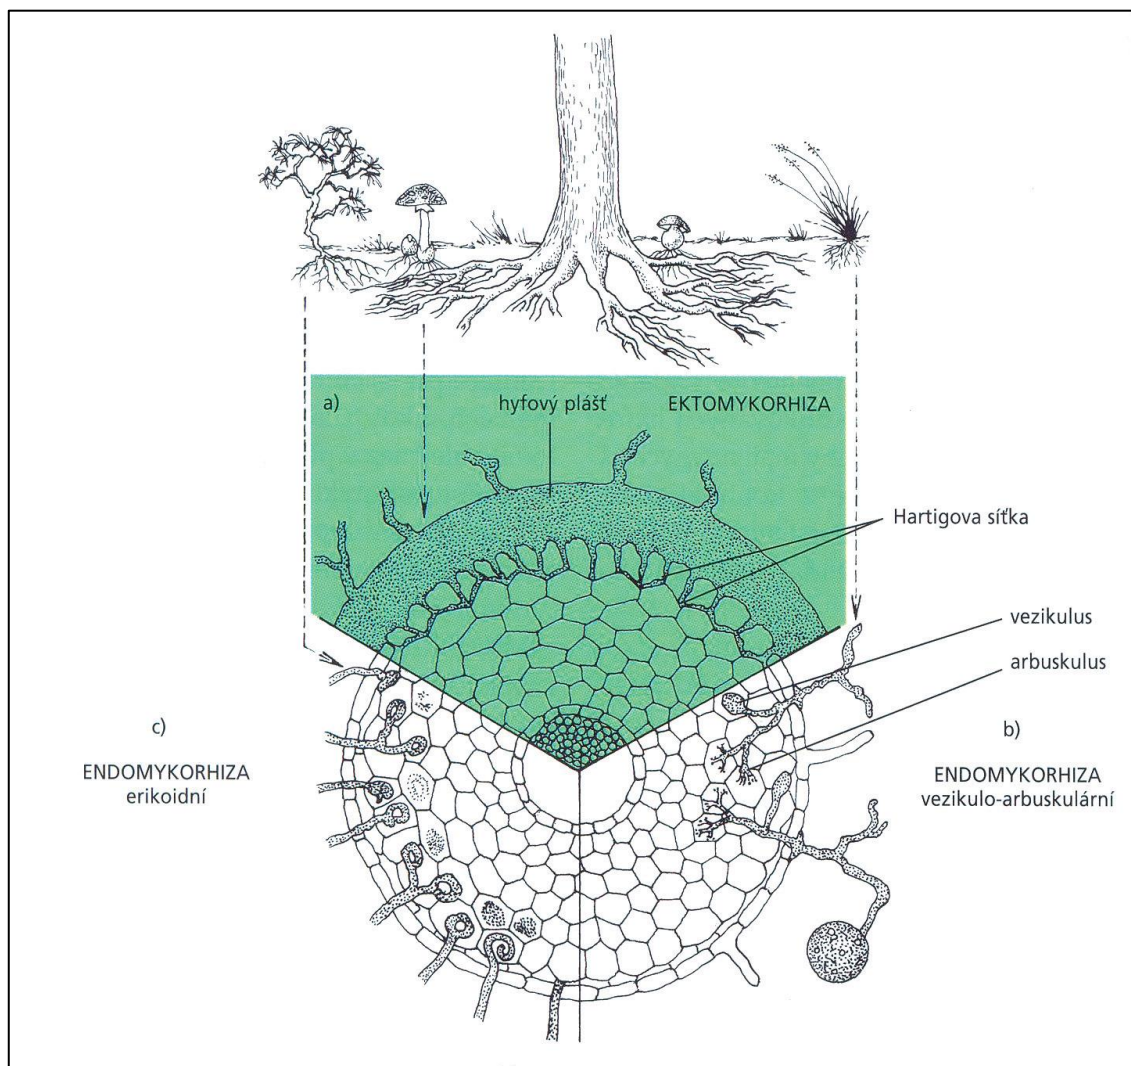 a)
hyfový plášť
EKTOMYKORHIZA
Hartigova síťka
vezikulus
arbuskulus
c)
ENDOMYKORHIZA
erikoidní
b)
ENDOMYKORHIZA
vezikulo-arbuskulární